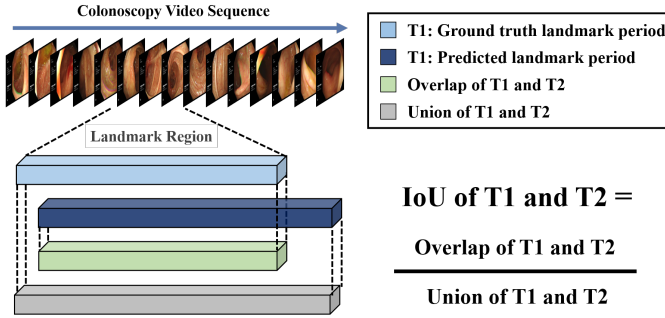 Colonoscopy Video Sequence
Landmark Region
T1: Ground truth landmark period
T1: Predicted landmark period
Overlap of T1 and T2
Union of T1 and T2
IoU of T1 and T2 =
Overlap of T1 and T2
Union of T1 and T2